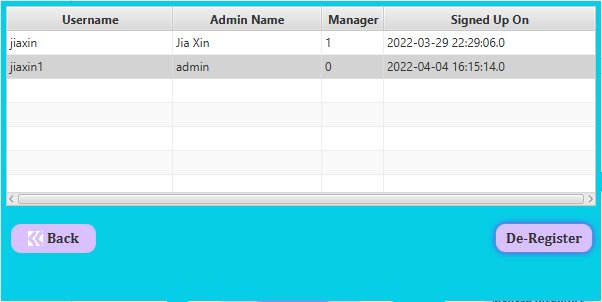 Username Admin Name Manager Signed Up On
jiaxin Jia Xin 1 2022-03-29 22:29:06.0
jiaxin1 admin 0 2022-04-04 16:15:14.0
Back De-Register